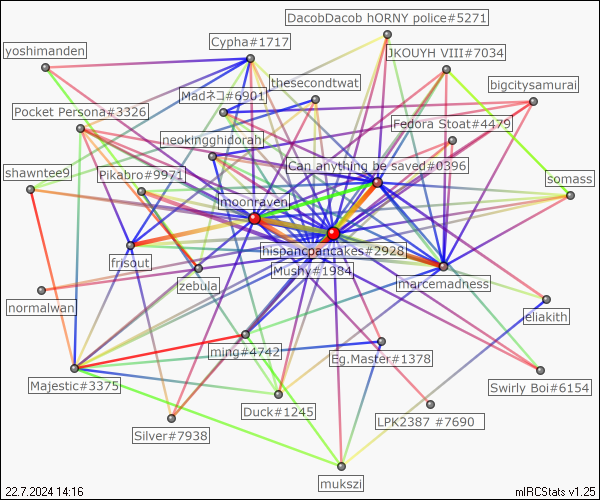 DacobDacob hORNY police#5271
Cypha#1717
yoshimanden
JKOUYH VIII#7034
thesecondtwat
bigcitysamurai
Madネコ#6901
Pocket Persona#3326
Fedora Stoat#4479
neokingghidorah
Can anything be saved#0396
shawntee9
Pikabro#9971
somass
moonraven
hispancpancakes#2928
frisout
Mushy#1984
zebula
marcemadness
normalwan
eliakith
ming#4742
Eg.Master#1378
Majestic#3375
Swirly Boi#6154
Duck#1245
LPK2387 #7690
Silver#7938
mukszi
22.7.2024 14:16
mIRCStats v1.25